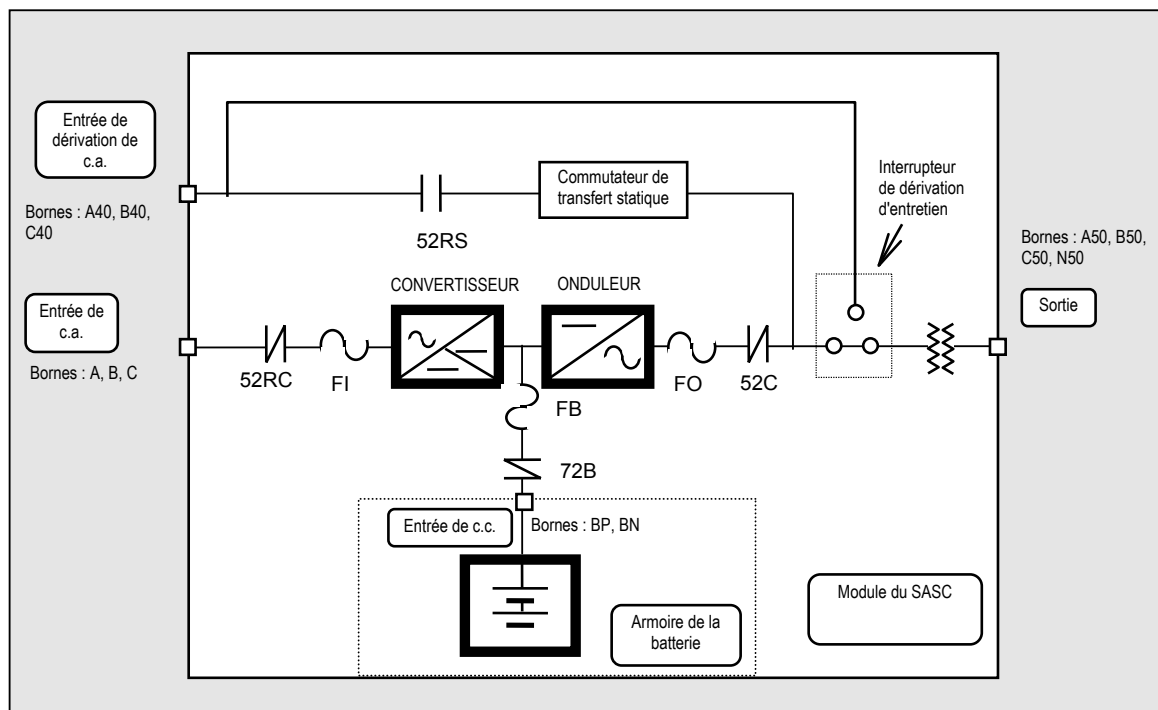 Entrée de
dérivation de
c.a.
Bornes : A40, B40,
C40
Commutateur de
transfert statique
52RS
Interrupteur
de dérivation
d'entretien
Bornes : A50, B50,
C50, N50
Sortie
Entrée de
c.a.
Bornes : A, B, C
CONVERTISSEUR
ONDULEUR
52RC
FI
FO
52C
FB
72B
Entrée de c.c.
Bornes : BP, BN
Armoire de la
batterie
Module du SASC